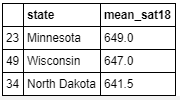 state mean_sat18
23 Minnesota 649.0
49 Wisconsin 647.0
34 North Dakota 641.5